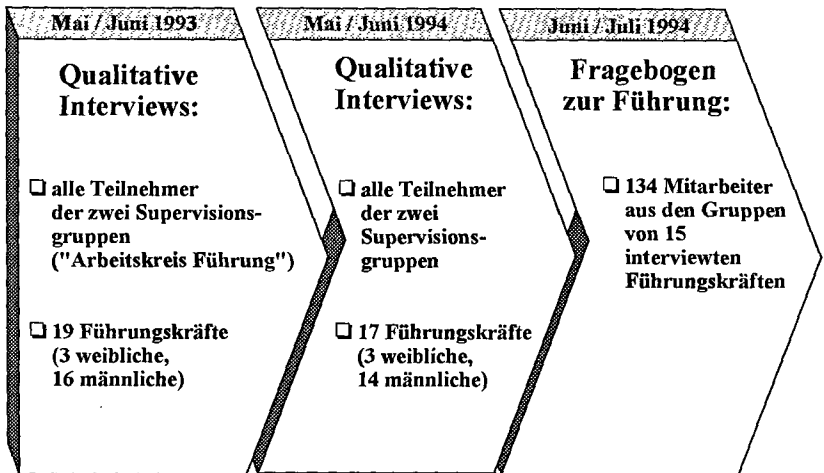 Mai / Juni 1993
Qualitative
Interviews:
❑ alle Teilnehmer
der zwei Supervisions-
gruppen
("Arbeitskreis Führung")
❑ 19 Führungskräfte
(3 weibliche,
16 männliche)
Mai / Juni 1994
Qualitative
Interviews:
❑ alle Teilnehmer
der zwei
Supervisions-
gruppen
❑ 17 Führungskräfte
(3 weibliche,
14 männliche)
Juni / Juli 1994
Fragebogen
zur Führung:
❑ 134 Mitarbeiter
aus den Gruppen
von 15
interviewten
Führungskräften